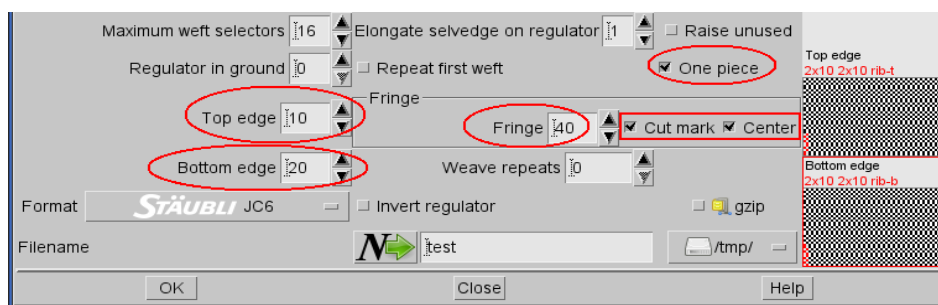 Maximum weft selectors 16 Elongate selvedge on regulator 1 Raise unused
Regulator in ground 0 Repeat first weft One piece
Fringe
Top edge 10 Fringe 40 Cut mark Center
Bottom edge 20 Weave repeats 0
Format STÄUBLI JC6 Invert regulator gzip
Filename N test /tmp/
OK Close Help
Top edge
2x10 2x10 rib-t
Bottom edge
2x10 2x10 rib-b